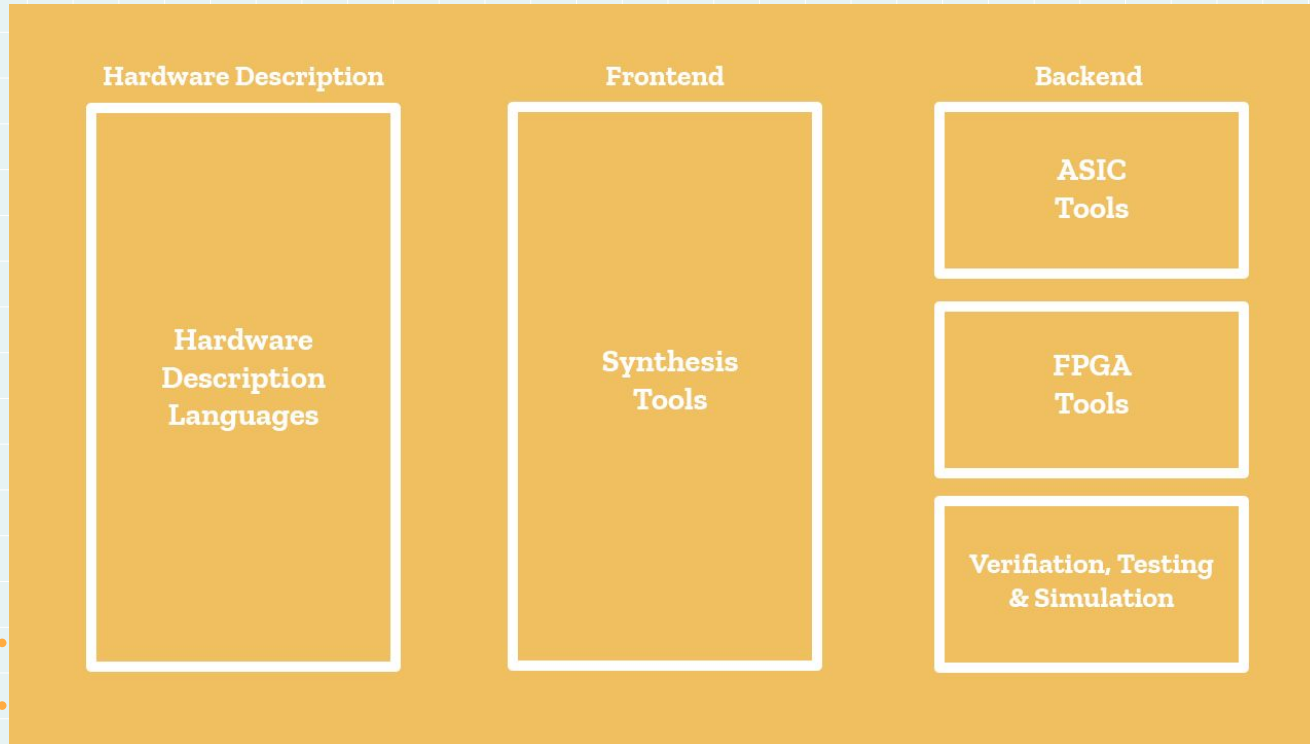 Hardware Description
Hardware
Description
Languages
Frontend
Synthesis
Tools
Backend
ASIC
Tools
FPGA
Tools
Verifiation, Testing
& Simulation